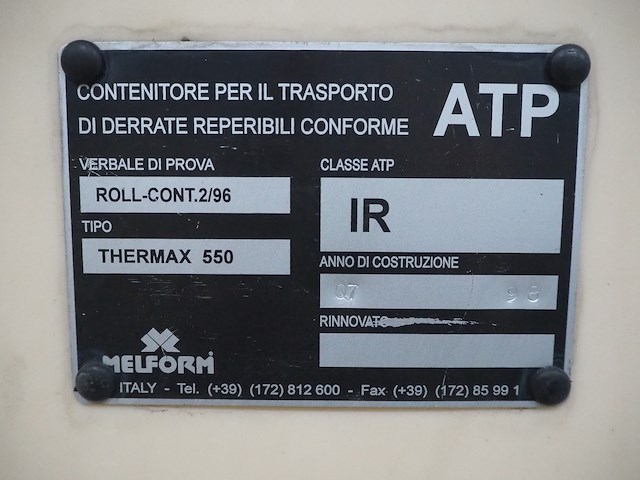 CONTENITORE PER IL TRASPORTO
DI DERRATE REPERIBILI CONFORME
ATP
VERBALE DI PROVA
ROLL-CONT.2/96
TIPO
THERMAX 550
CLASSE ATP
IR
ANNO DI COSTRUZIONE
07 98
RINNOVATO
MELFORM
ITALY - Tel. (+39) (172) 812 600 - Fax (+39) (172) 85 99 1